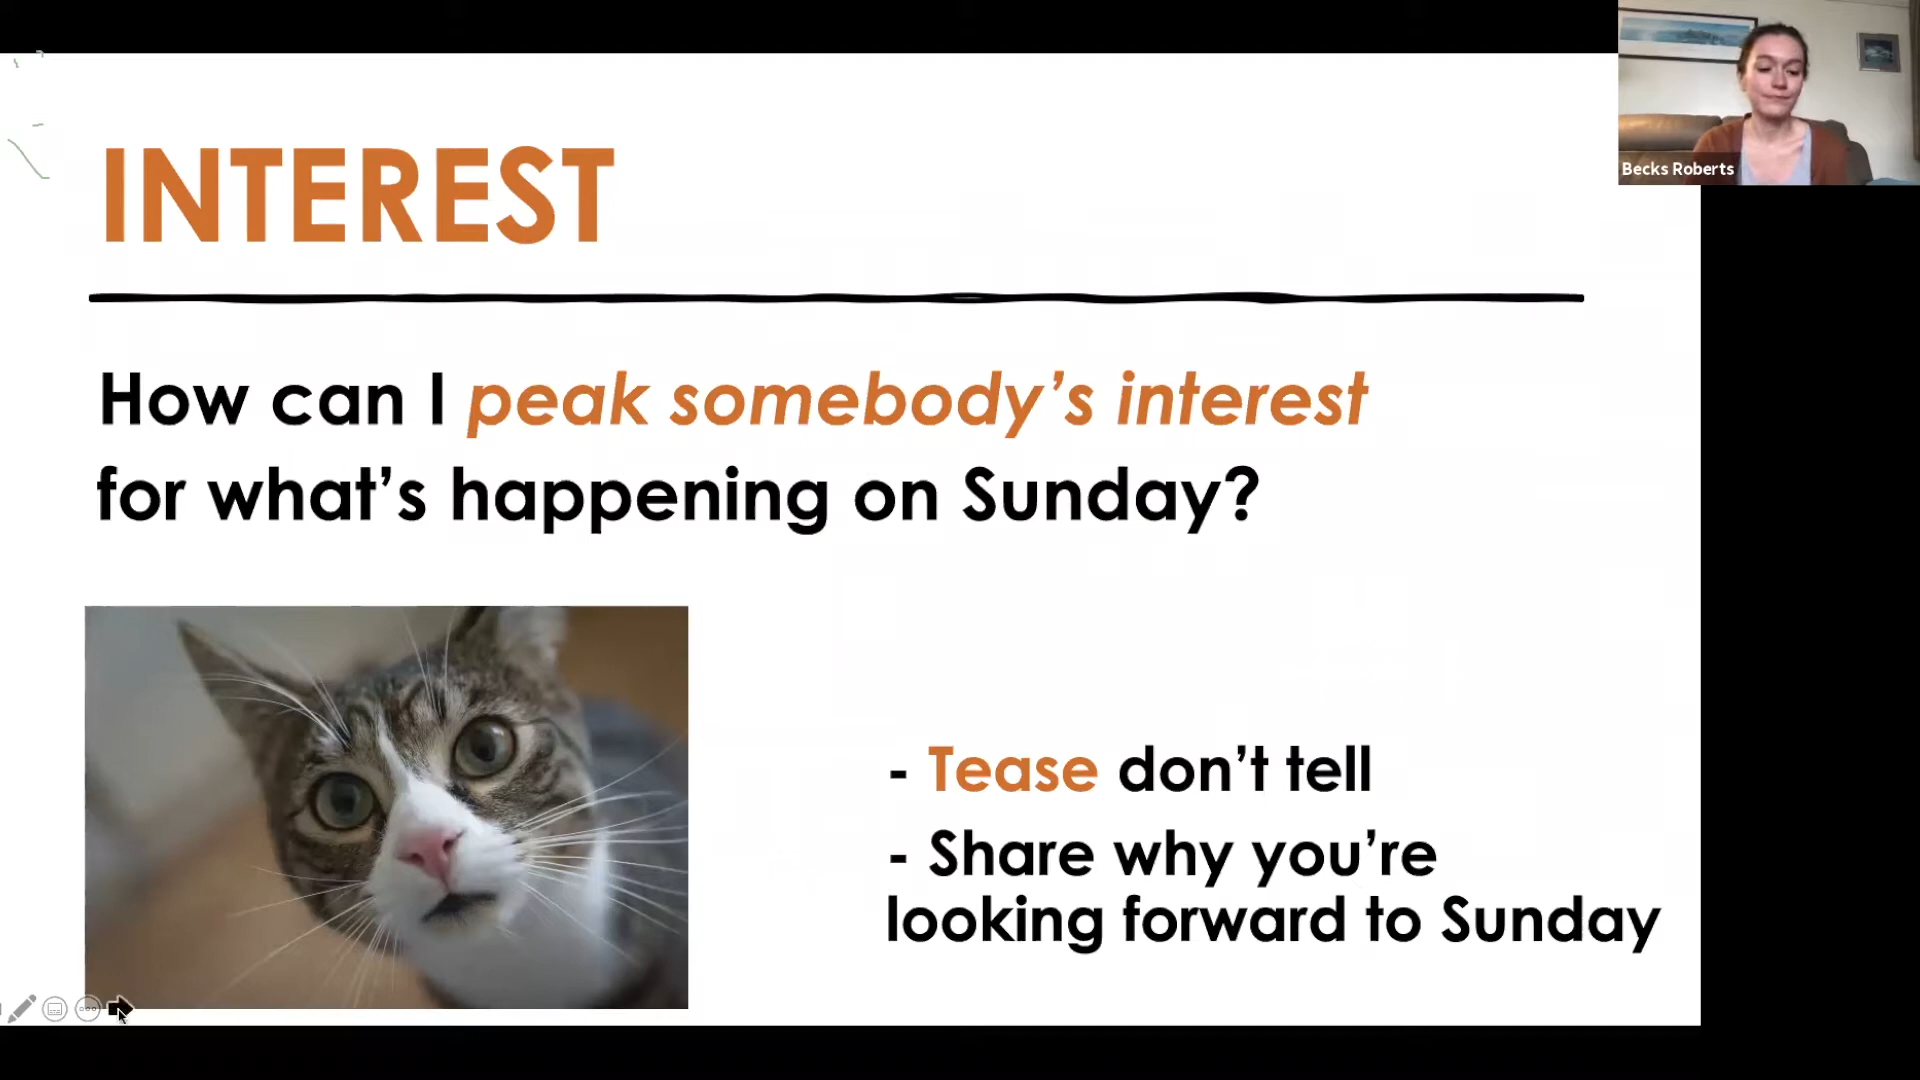 INTEREST
How can I peak somebody's interest
for what's happening on Sunday?
- Tease don't tell
- Share why you're
looking forward to Sunday
Becks Roberts